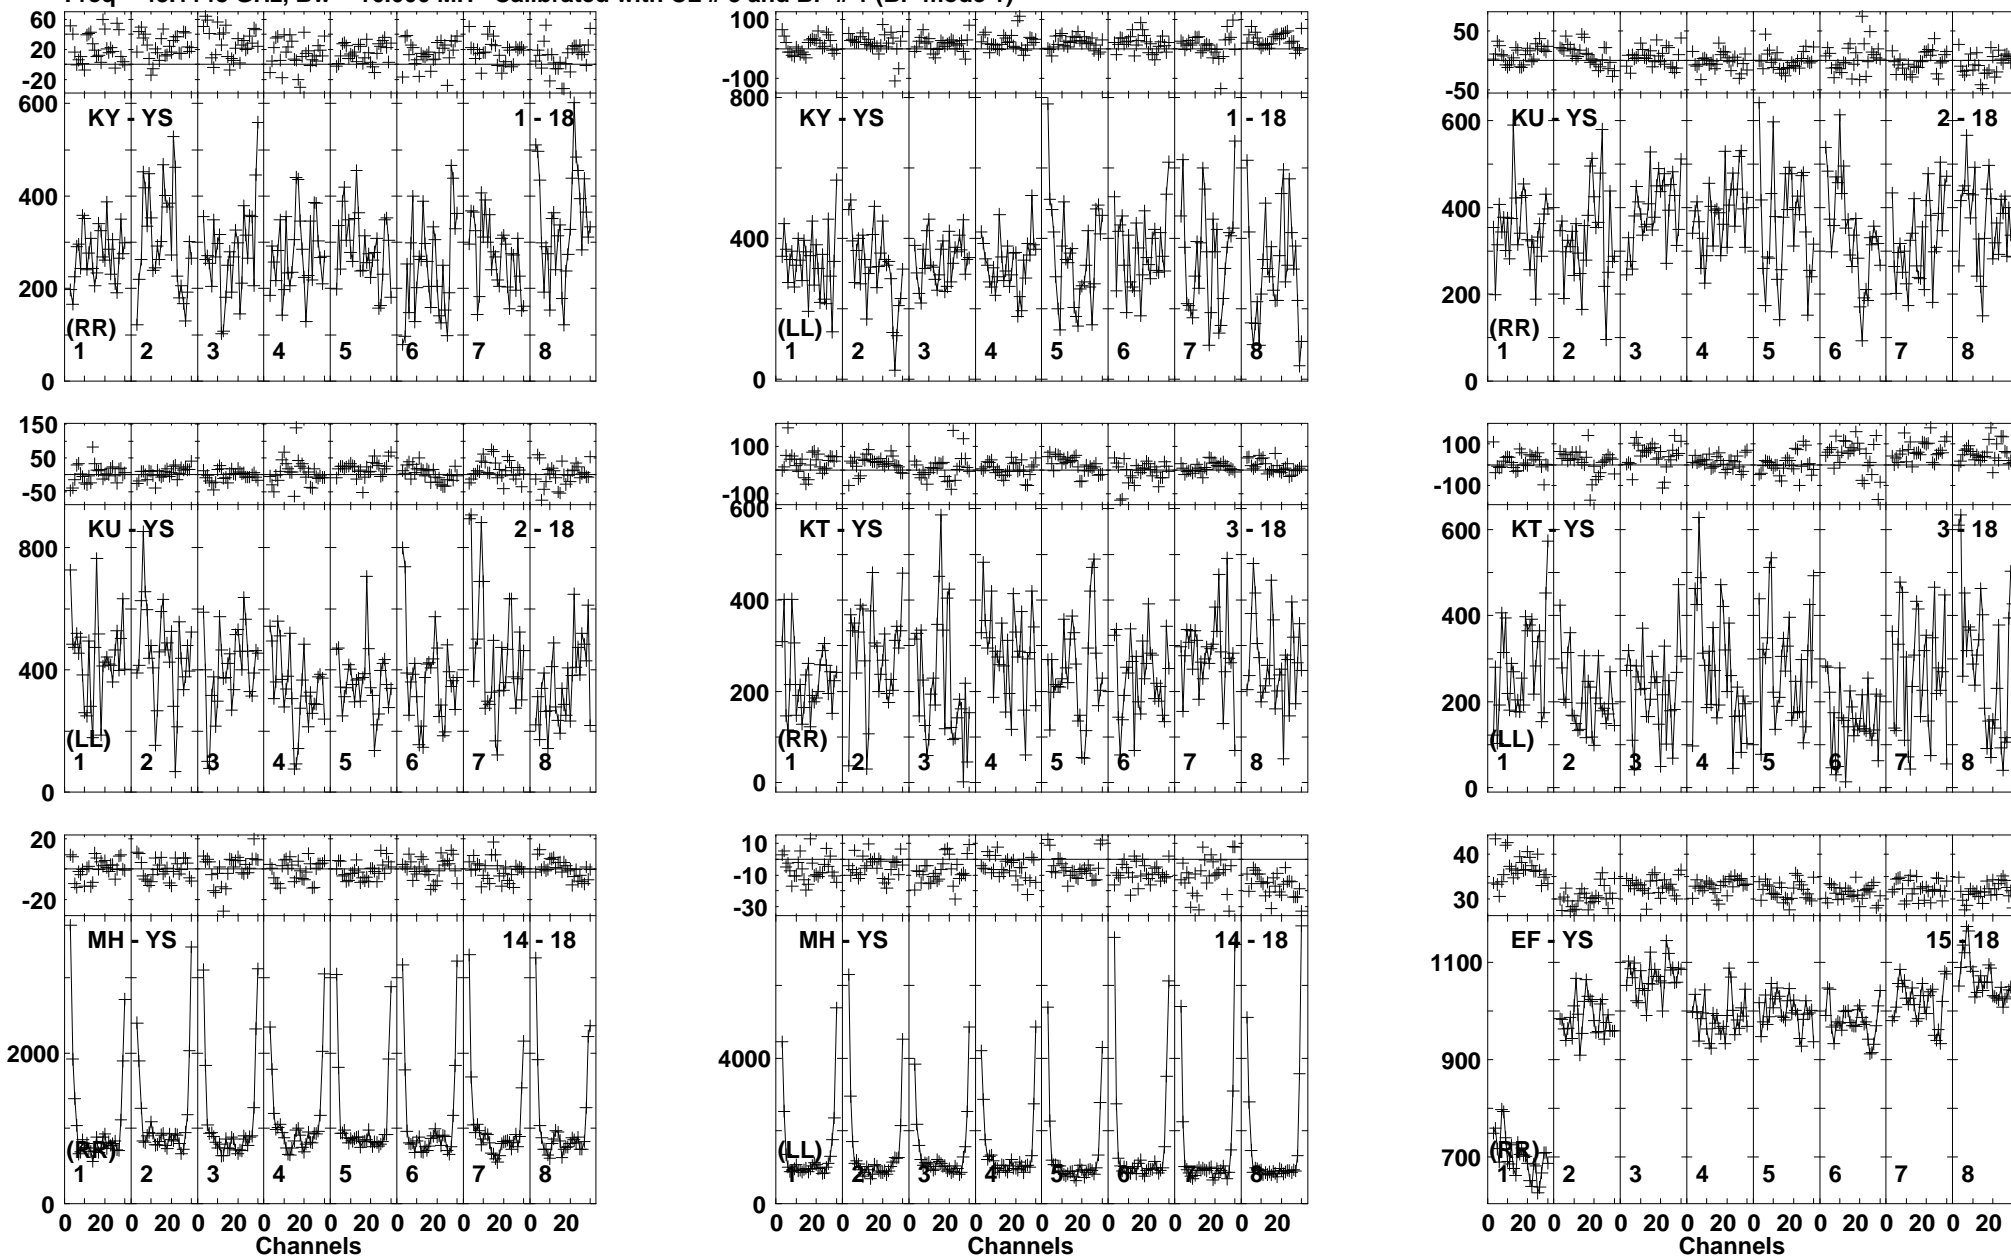 60 20 -20
KY - YS 1 - 18
600 400 200 0
(RR)
1 2 3 4 5 6 7 8
100 -100
KY - YS 1 - 18
800 400 0
(LL)
1 2 3 4 5 6 7 8
50 -50
KU - YS 2 - 18
600 400 200 0
(RR)
1 2 3 4 5 6 7 8
150 50 -50
KU - YS 2 - 18
800 400 0
(LL)
1 2 3 4 5 6 7 8
100 -100
KT - YS 3 - 18
600 400 200 0
(RR)
1 2 3 4 5 6 7 8
100 -100
KT - YS 3 - 18
600 400 200 0
(LL)
1 2 3 4 5 6 7 8
20 -20
MH - YS 14 - 18
2000 0
(RR)
1 2 3 4 5 6 7 8
0 20 0 20 0 20 0 20 0 20 0 20 0 20 0 20
Channels
10 -10 -30
MH - YS 14 - 18
4000 0
(LL)
1 2 3 4 5 6 7 8
0 20 0 20 0 20 0 20 0 20 0 20 0 20 0 20
Channels
40 30
EF - YS 15 - 18
1100 900 700
(RR)
1 2 3 4 5 6 7 8
0 20 0 20 0 20 0 20 0 20 0 20 0 20 0 20
Channels